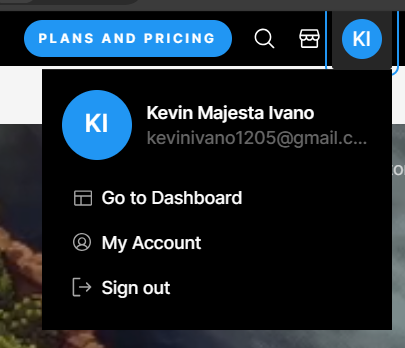 PLANS AND PRICING
KI
KI
Kevin Majesta Ivano
kevinivano1205@gmail.c...
Go to Dashboard
My Account
Sign out